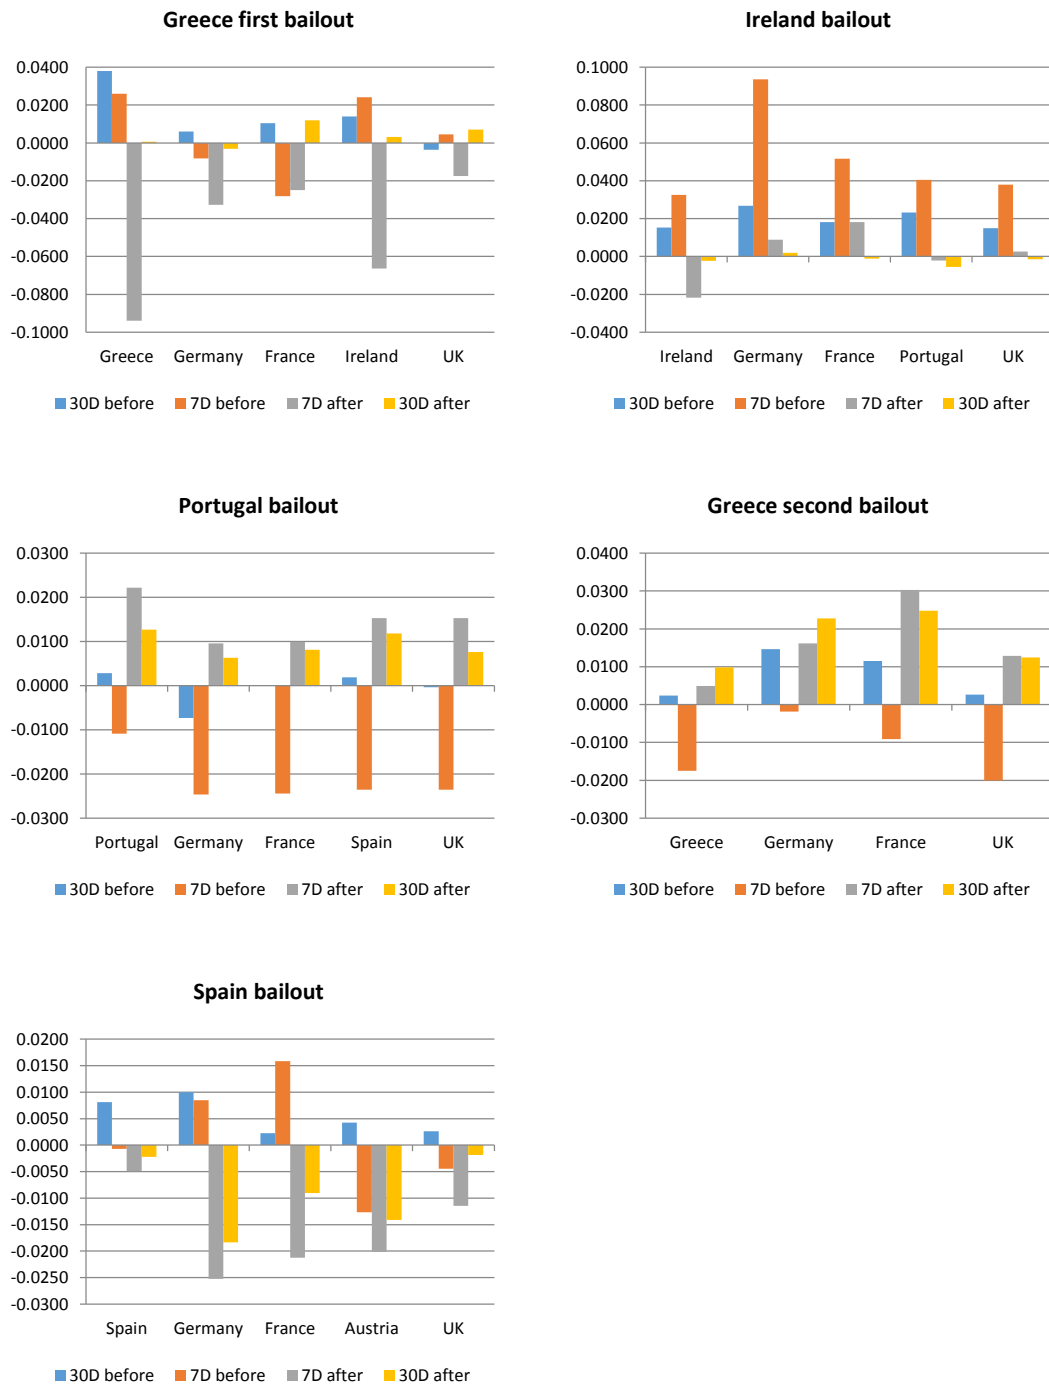 Greece first bailout
0.0400
0.0200
0.0000
-0.0200
-0.0400
-0.0600
-0.0800
-0.1000
Greece Germany France Ireland UK
30D before 7D before 7D after 30D after
Ireland bailout
0.1000
0.0800
0.0600
0.0400
0.0200
0.0000
-0.0200
-0.0400
Ireland Germany France Portugal UK
30D before 7D before 7D after 30D after
Portugal bailout
0.0300
0.0200
0.0100
0.0000
-0.0100
-0.0200
-0.0300
Portugal Germany France Spain UK
30D before 7D before 7D after 30D after
Greece second bailout
0.0400
0.0300
0.0200
0.0100
0.0000
-0.0100
-0.0200
-0.0300
Greece Germany France UK
30D before 7D before 7D after 30D after
Spain bailout
0.0200
0.0150
0.0100
0.0050
0.0000
-0.0050
-0.0100
-0.0150
-0.0200
-0.0250
-0.0300
Spain Germany France Austria UK
30D before 7D before 7D after 30D after